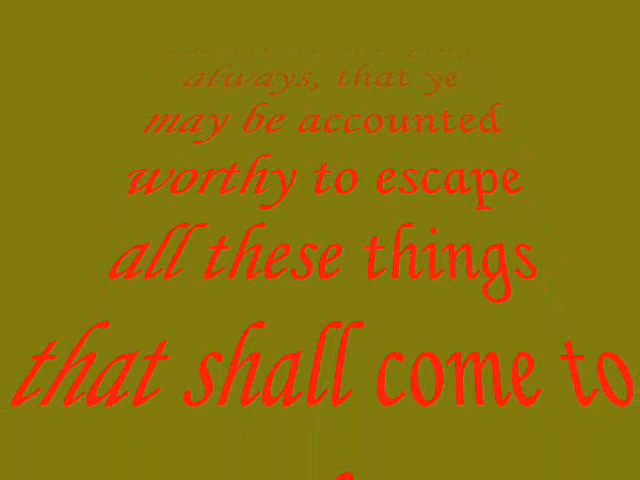 always, that ye
may be accounted
worthy to escape
all these things
that shall come to